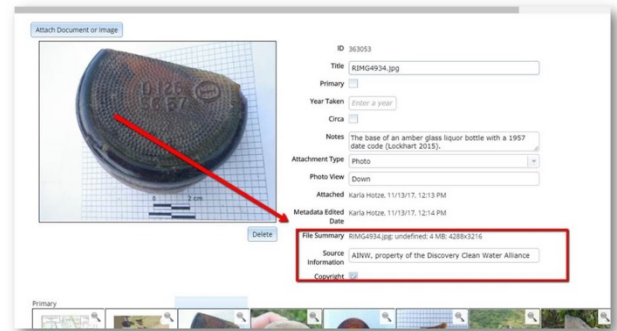 Attach Document or Image
ID 363053
Title RIMG4934.jpg
Primary
Year Taken Enter a year
Circa
Notes The base of an amber glass liquor bottle with a 1957
date code (Lockhart 2015).
Attachment Type Photo
Photo View Down
Attached Karla Hotze, 11/13/17, 12:13 PM
Metadata Edited Karla Hotze, 11/13/17, 12:14 PM
Date
Delete
File Summary RIMG4934.jpg; undefined; 4 MB; 4288x3216
Source
Information AINW, property of the Discovery Clean Water Alliance
Copyright
D126
57
2 cm
Primary